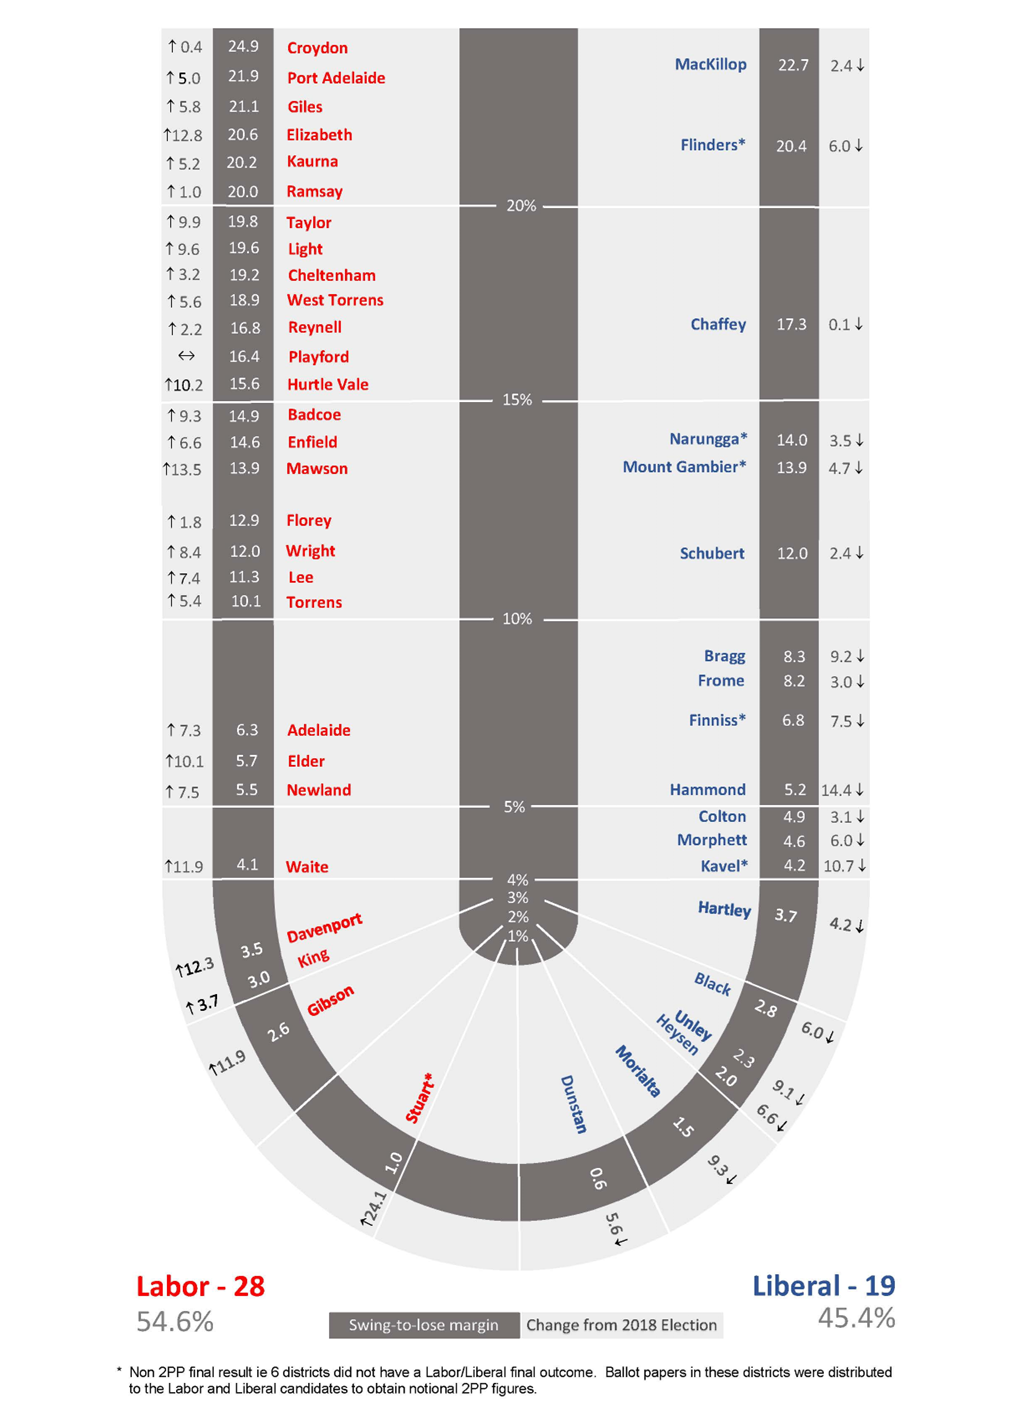 ↑0.4 24.9 Croydon
MacKillop 22.7 2.4↓
↑5.0 21.9 Port Adelaide
↑5.8 21.1 Giles
↑12.8 20.6 Elizabeth
Flinders* 20.4 6.0↓
↑5.2 20.2 Kaurna
↑1.0 20.0 Ramsay
20%
↑9.9 19.8 Taylor
↑9.6 19.6 Light
↑3.2 19.2 Cheltenham
↑5.6 18.9 West Torrens
↑2.2 16.8 Reynell
Chaffey 17.3 0.1↓
↔ 16.4 Playford
↑10.2 15.6 Hurtle Vale
15%
↑9.3 14.9 Badcoe
↑6.6 14.6 Enfield
Narungga* 14.0 3.5↓
↑13.5 13.9 Mawson
Mount Gambier* 13.9 4.7↓
↑1.8 12.9 Florey
↑8.4 12.0 Wright
Schubert 12.0 2.4↓
↑7.4 11.3 Lee
↑5.4 10.1 Torrens
10%
Bragg 8.3 9.2↓
Frome 8.2 3.0↓
Finniss* 6.8 7.5↓
↑7.3 6.3 Adelaide
↑10.1 5.7 Elder
↑7.5 5.5 Newland
Hammond 5.2 14.4↓
5%
Colton 4.9 3.1↓
Morphett 4.6 6.0↓
↑11.9 4.1 Waite
Kavel* 4.2 10.7↓
4%
3%
2%
1%
Hartley 3.7 4.2↓
↑12.3 3.5 Davenport
↑3.7 3.0 King
↑11.9 2.6 Gibson
Black 2.8 6.0↓
Unley 2.3 9.1↓
Heysen 2.0 6.6↓
Morialta 1.5 9.3↓
↑24.1 1.0 Stuart*
Dunstan 0.6 5.6↓
Labor - 28
54.6%
Liberal - 19
45.4%
Swing-to-lose margin
Change from 2018 Election
* Non 2PP final result ie 6 districts did not have a Labor/Liberal final outcome. Ballot papers in these districts were distributed
to the Labor and Liberal candidates to obtain notional 2PP figures.